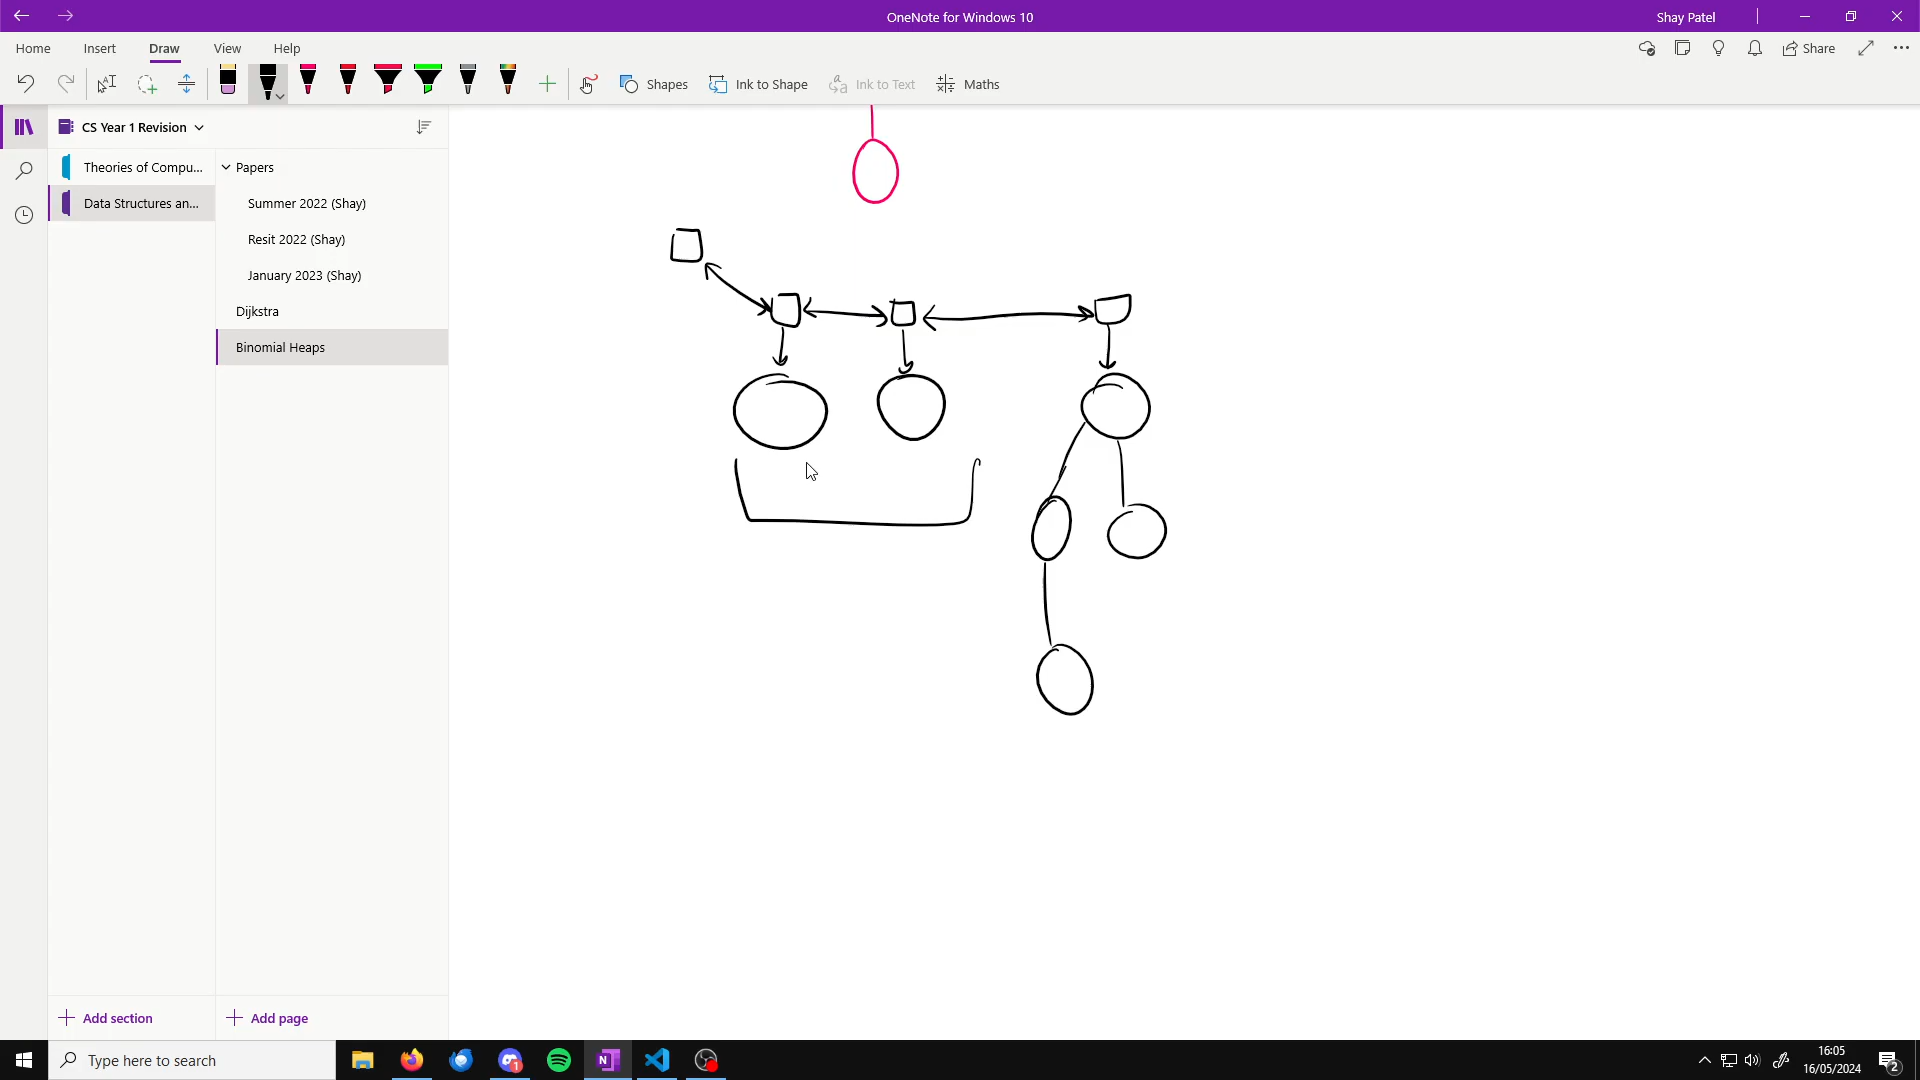 OneNote for Windows 10
Shay Patel
Home Insert Draw View Help
Share
Shapes Ink to Shape Ink to Text Maths
CS Year 1 Revision
Theories of Compu...
Data Structures an...
Papers
Summer 2022 (Shay)
Resit 2022 (Shay)
January 2023 (Shay)
Dijkstra
Binomial Heaps
Add section
Add page
Type here to search
16:05
16/05/2024
2